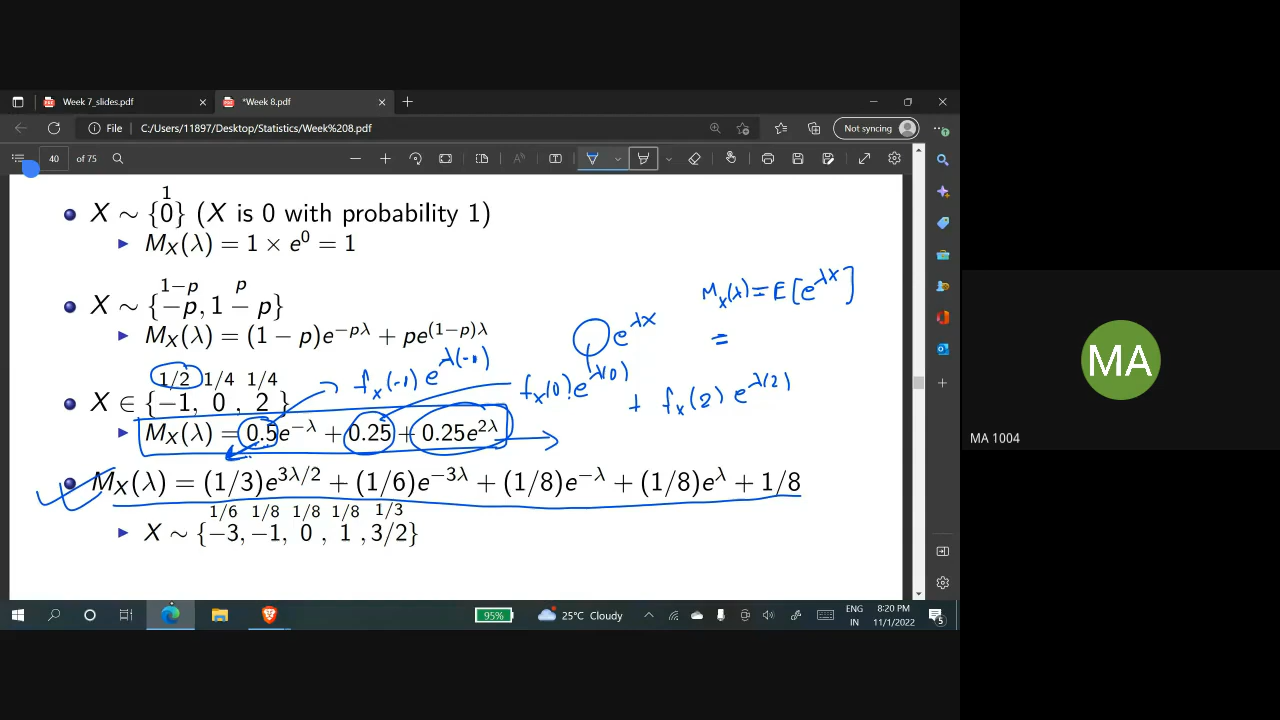 Week 7_slides.pdf
*Week 8.pdf
File C:/Users/11897/Desktop/Statistics/Week%208.pdf
Not syncing
40 of 75
1
X ∼ {0} (X is 0 with probability 1)
M_X(λ) = 1 × e^0 = 1
1−p p
X ∼ {−p, 1 − p}
M_X(λ) = E[e^{λX}]
M_X(λ) = (1 − p)e^{−pλ} + pe^{(1−p)λ}
e^{λX}
=
1/2 1/4 1/4
f_X(-1) e^{λ(-1)}
f_X(0) e^{λ(0)}
+ f_X(2) e^{λ(2)}
X ∈ {−1, 0 , 2}
M_X(λ) = 0.5e^{−λ} + 0.25 + 0.25e^{2λ}
M_X(λ) = (1/3)e^{3λ/2} + (1/6)e^{−3λ} + (1/8)e^{−λ} + (1/8)e^λ + 1/8
1/6 1/8 1/8 1/8 1/3
X ∼ {−3, −1, 0 , 1 , 3/2}
95%
25°C Cloudy
ENG
IN
8:20 PM
11/1/2022
5
MA
MA 1004